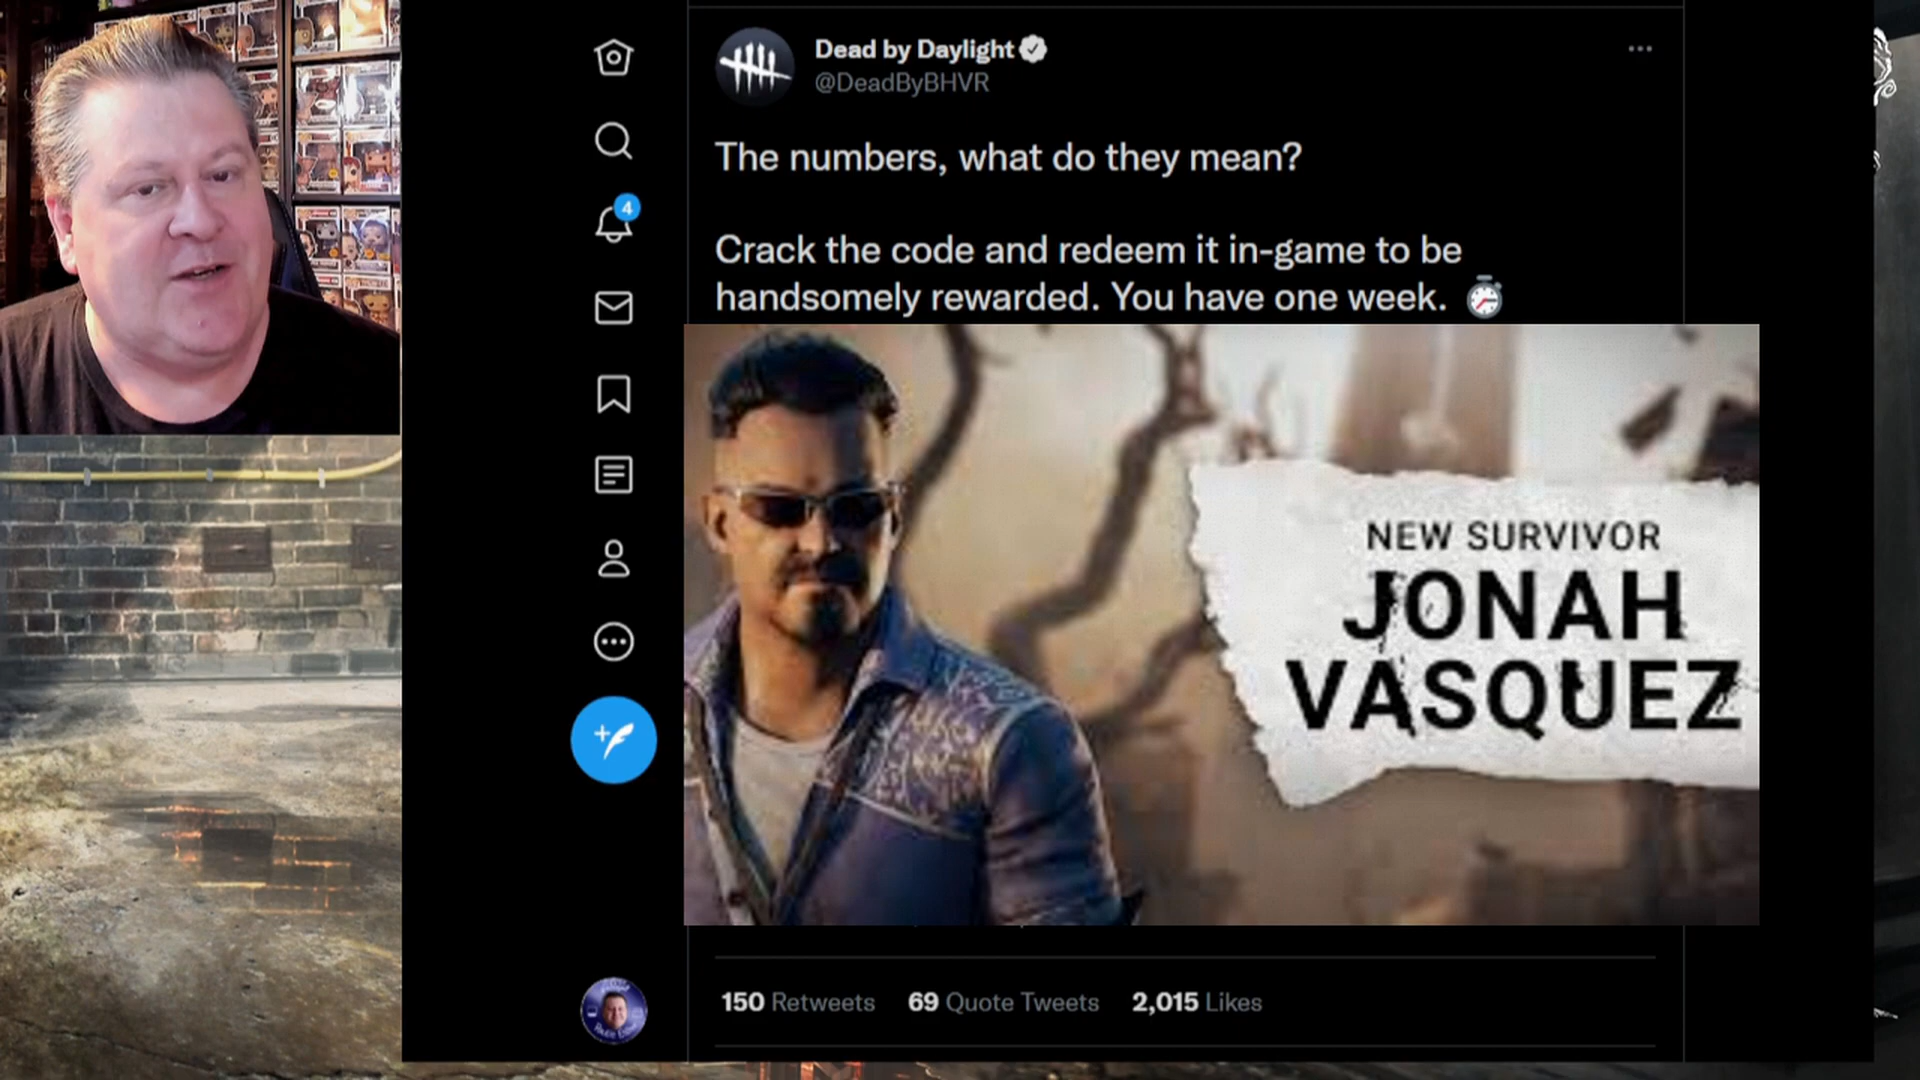 Dead by Daylight
@DeadByBHVR
The numbers, what do they mean?
Crack the code and redeem it in-game to be
handsomely rewarded. You have one week.
4
NEW SURVIVOR
JONAH
VASQUEZ
150 Retweets 69 Quote Tweets 2,015 Likes